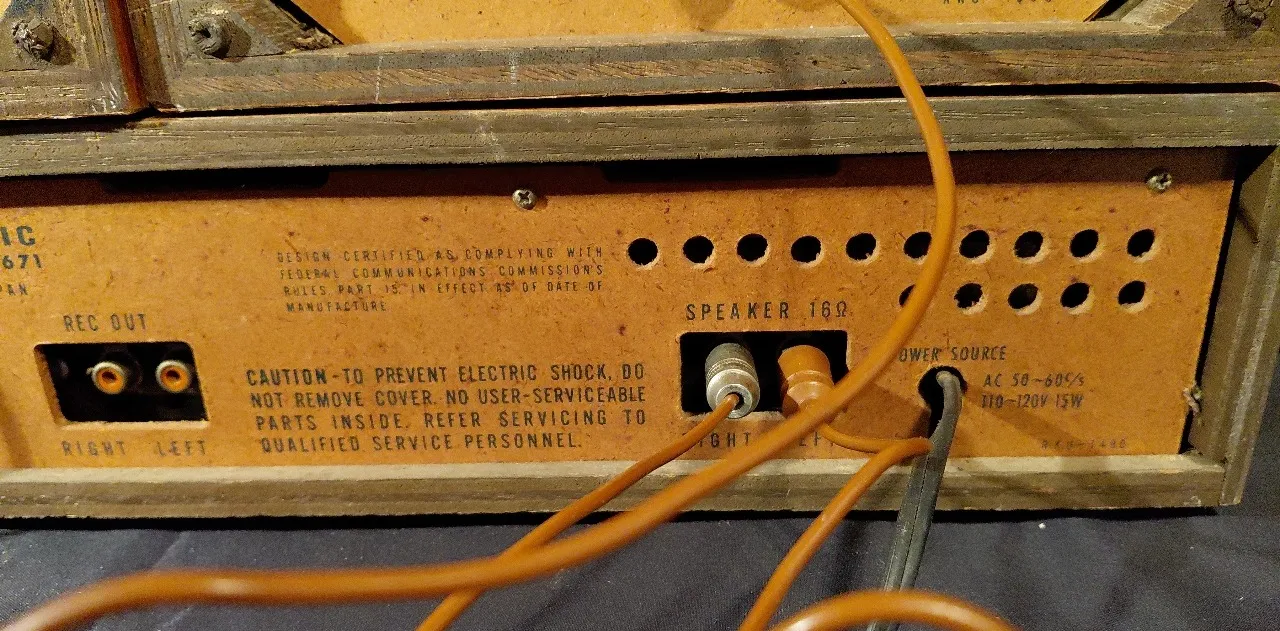 IC
671
PAN
REC OUT
RIGHT LEFT
DESIGN CERTIFIED AS COMPLYING WITH
FEDERAL COMMUNICATIONS COMMISSION'S
RULES PART 15 IN EFFECT AS OF DATE OF
MANUFACTURE
CAUTION-TO PREVENT ELECTRIC SHOCK, DO
NOT REMOVE COVER. NO USER-SERVICEABLE
PARTS INSIDE. REFER SERVICING TO
QUALIFIED SERVICE PERSONNEL.
SPEAKER 16Ω
IGHT LEF
OWER SOURCE
AC 50~60c/s
110~120V 15W